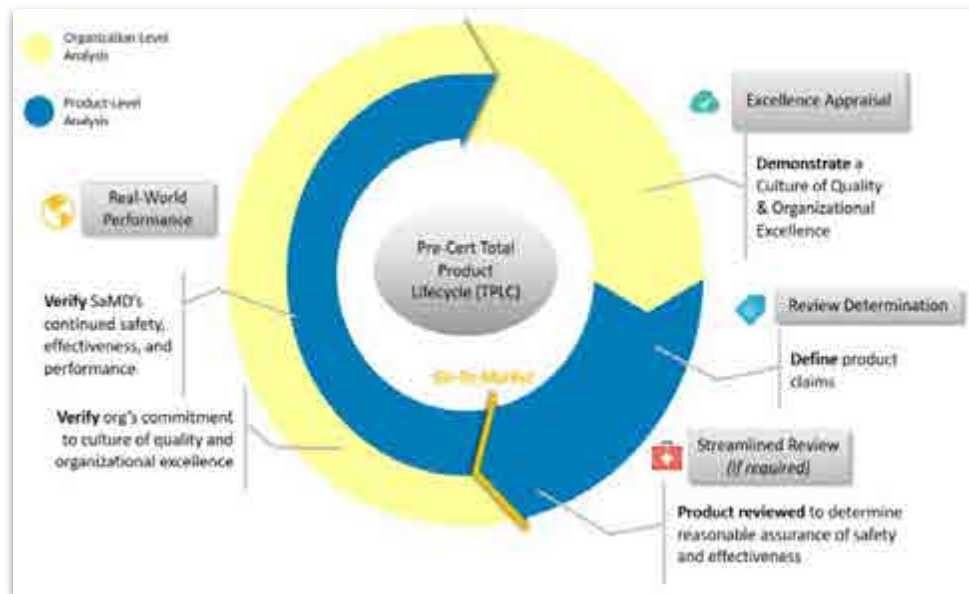 Organization-Level
Analysis
Product-Level
Analysis
Excellence Appraisal
Demonstrate a
Culture of Quality
& Organizational
Excellence
Real-World
Performance
Pre-Cert Total
Product
Lifecycle (TPLC)
Review Determination
Define product
claims
Verify SaMD's
continued safety,
effectiveness, and
performance
Go-To-Market
Verify org's commitment
to culture of quality and
organizational excellence
Streamlined Review
(if required)
Product reviewed to determine
reasonable assurance of safety
and effectiveness